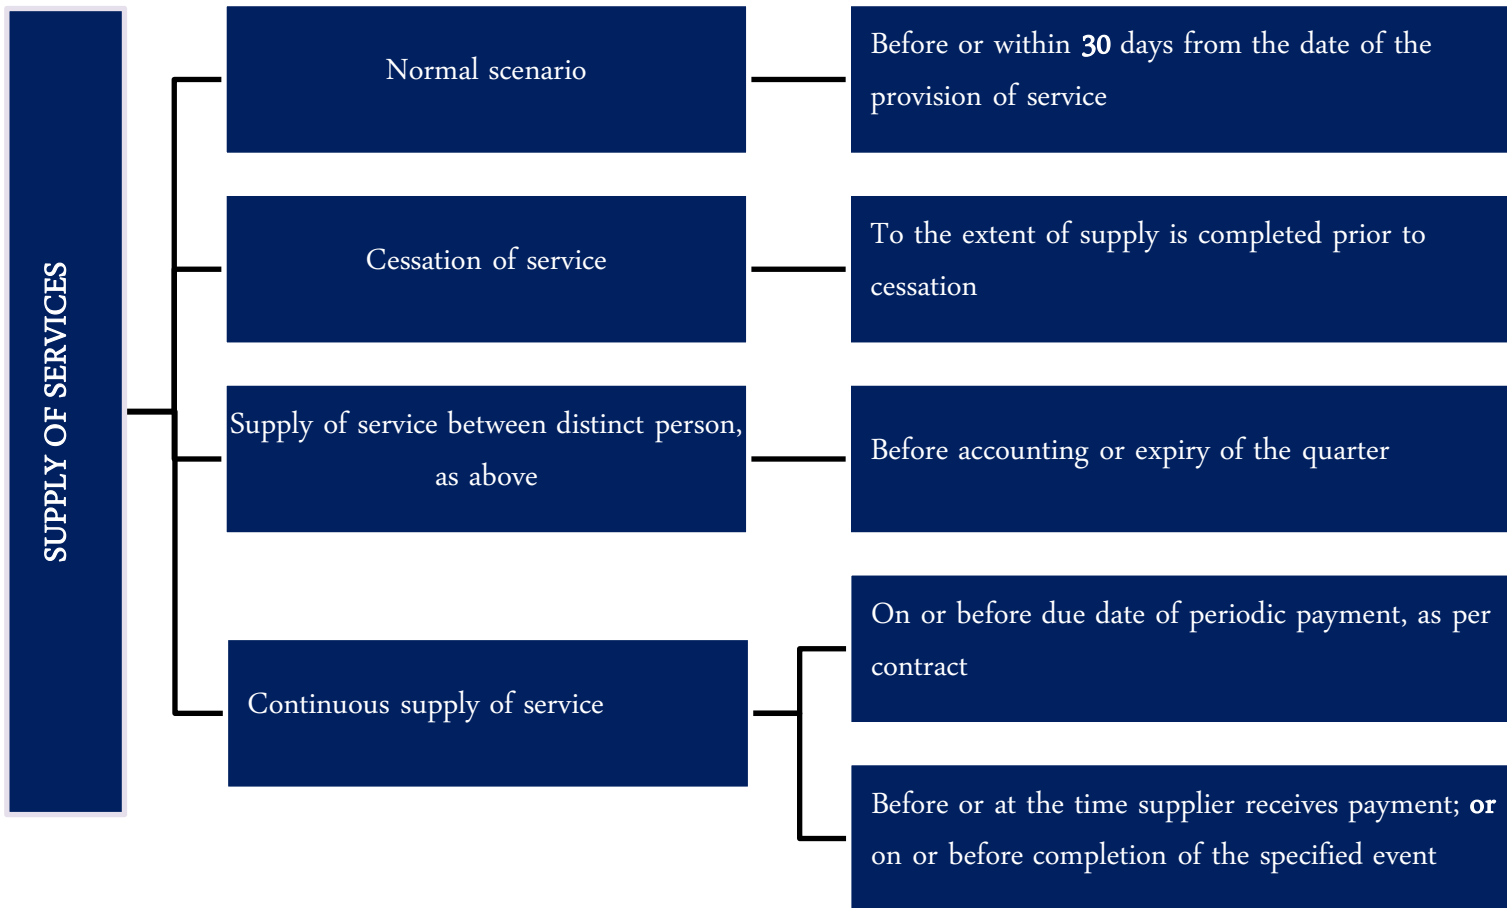 SUPPLY OF SERVICES
Normal scenario
Before or within 30 days from the date of the
provision of service
Cessation of service
To the extent of supply is completed prior to
cessation
Supply of service between distinct person,
as above
Before accounting or expiry of the quarter
Continuous supply of service
On or before due date of periodic payment, as per
contract
Before or at the time supplier receives payment; or
on or before completion of the specified event